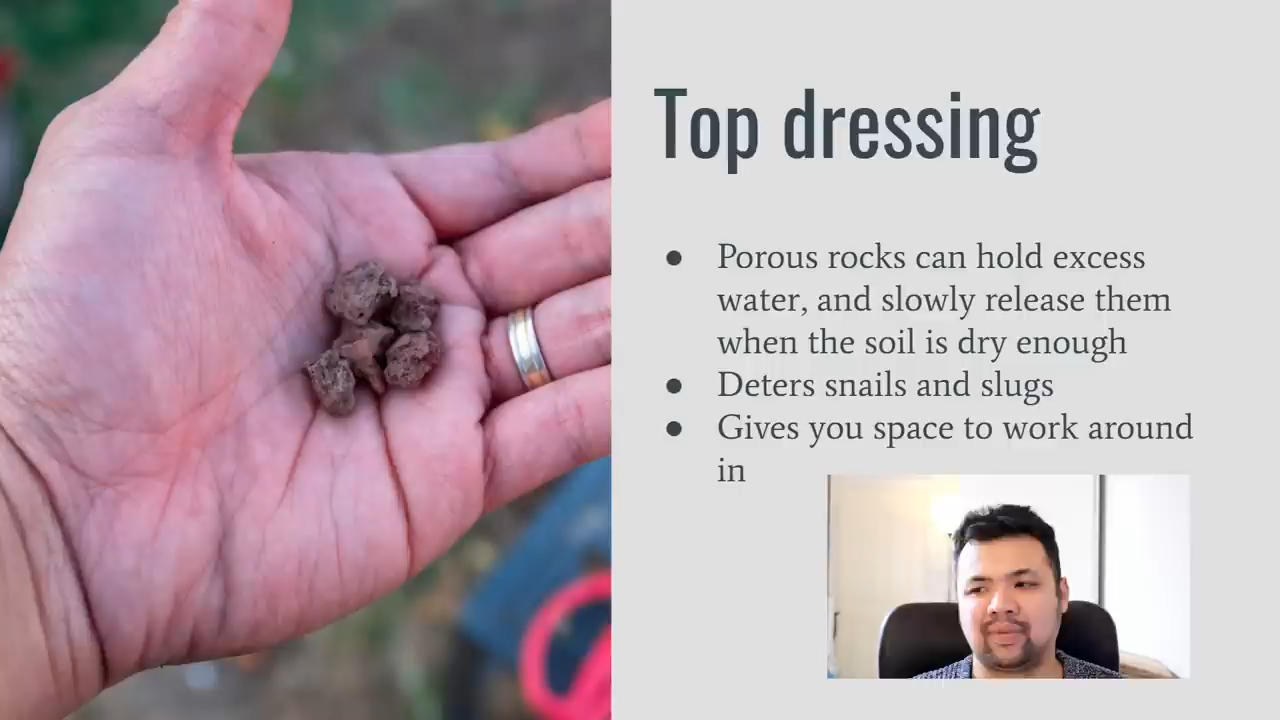 Top dressing
● Porous rocks can hold excess
water, and slowly release them
when the soil is dry enough
● Deters snails and slugs
● Gives you space to work around
in